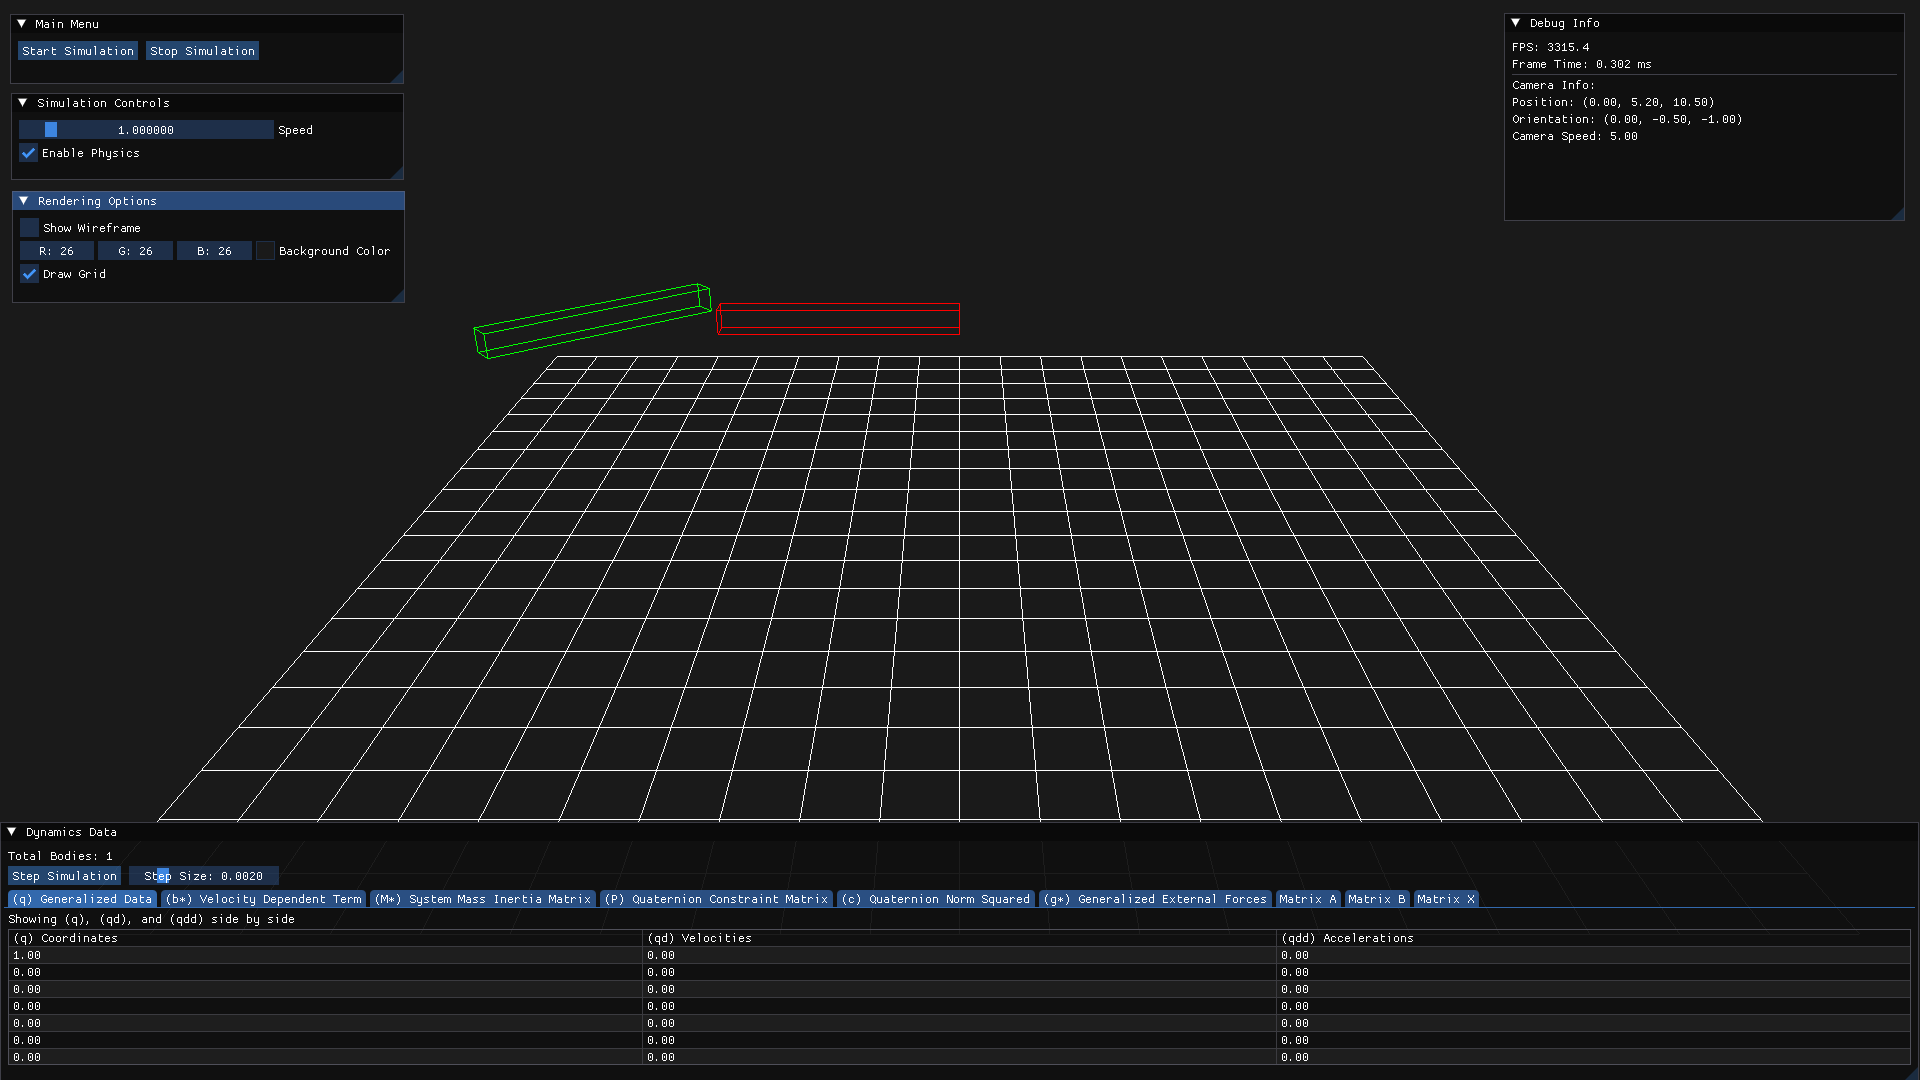 Main Menu
Start Simulation Stop Simulation
Simulation Controls
1.000000 Speed
Enable Physics
Rendering Options
Show Wireframe
R: 26 G: 26 B: 26 Background Color
Draw Grid
Debug Info
FPS: 3315.4
Frame Time: 0.302 ms
Camera Info:
Position: (0.00, 5.20, 10.50)
Orientation: (0.00, -0.50, -1.00)
Camera Speed: 5.00
Dynamics Data
Total Bodies: 1
Step Simulation Step Size: 0.0020
(q) Generalized Data (b*) Velocity Dependent Term (M*) System Mass Inertia Matrix (P) Quaternion Constraint Matrix (c) Quaternion Norm Squared (g*) Generalized External Forces Matrix A Matrix B Matrix X
Showing (q), (qd), and (qdd) side by side
(q) Coordinates (qd) Velocities (qdd) Accelerations
1.00 0.00 0.00
0.00 0.00 0.00
0.00 0.00 0.00
0.00 0.00 0.00
0.00 0.00 0.00
0.00 0.00 0.00
0.00 0.00 0.00